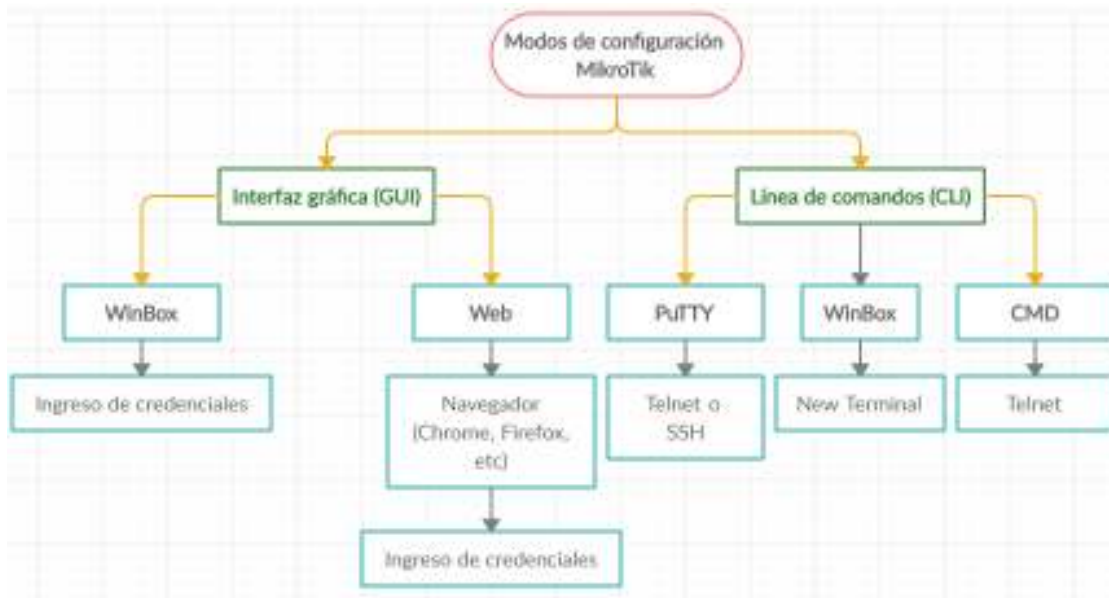 Modos de configuración
MikroTik
Interfaz gráfica (GUI)
Línea de comandos (CLI)
WinBox
Web
PuTTY
WinBox
CMD
Ingreso de credenciales
Navegador
(Chrome, Firefox,
etc)
Telnet o
SSH
New Terminal
Telnet
Ingreso de credenciales